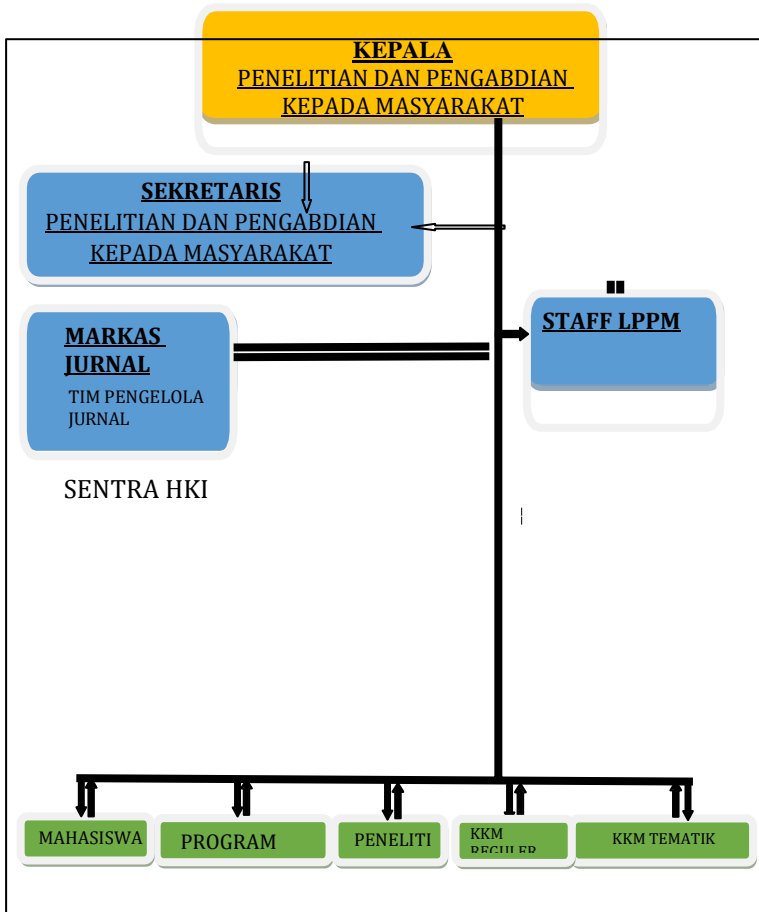 KEPALA
PENELITIAN DAN PENGABDIAN
KEPADA MASYARAKAT
SEKRETARIS
PENELITIAN DAN PENGABDIAN
KEPADA MASYARAKAT
MARKAS
JURNAL
TIM PENGELOLA
JURNAL
STAFF LPPM
SENTRA HKI
MAHASISWA
PROGRAM
PENELITI
KKM
REGULER
KKM TEMATIK